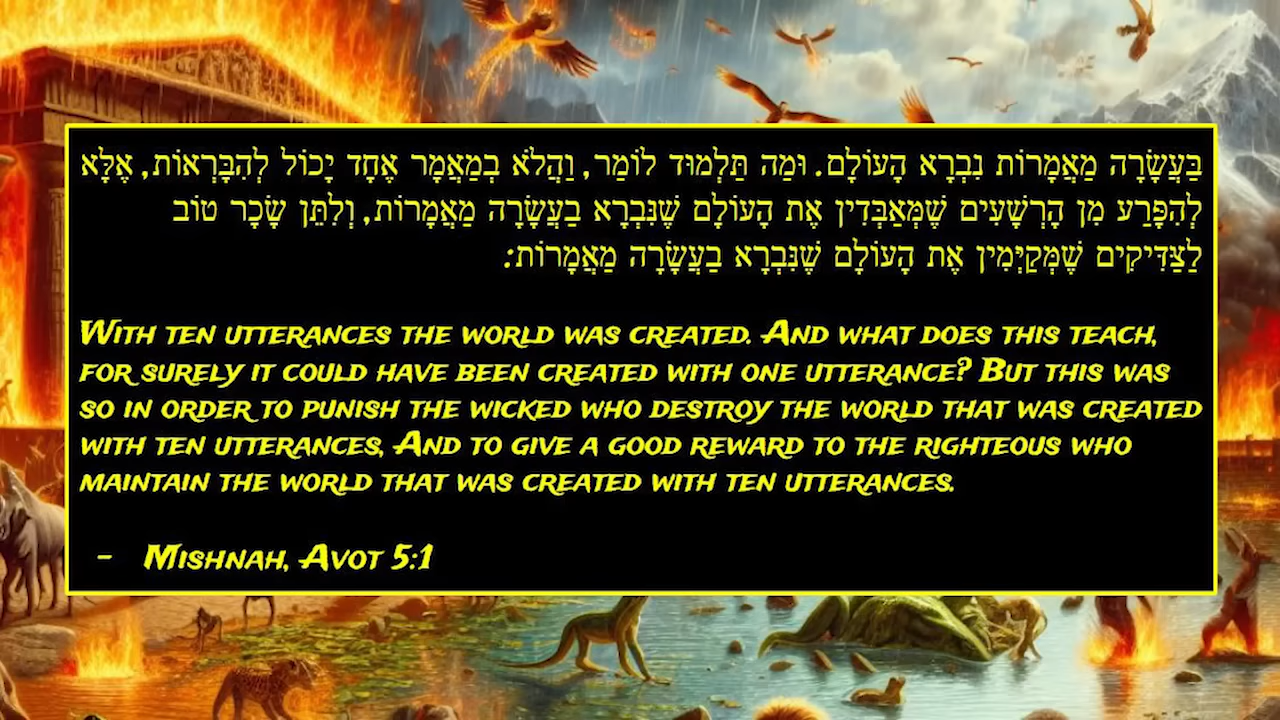 בַּעֲשָׂרָה מַאֲמָרוֹת נִבְרָא הָעוֹלָם. וּמַה תַּלְמוּד לוֹמַר, וַהֲלֹא בְמַאֲמָר אֶחָד יָכוֹל לְהִבָּרְאוֹת, אֶלָּא
לְהִפָּרַע מִן הָרְשָׁעִים שֶׁמְּאַבְּדִין אֶת הָעוֹלָם שֶׁנִּבְרָא בַעֲשָׂרָה מַאֲמָרוֹת, וְלִתֵּן שָׂכָר טוֹב
לַצַּדִּיקִים שֶׁמְּקַיְּמִין אֶת הָעוֹלָם שֶׁנִּבְרָא בַעֲשָׂרָה מַאֲמָרוֹת:
With ten utterances the world was created. And what does this teach,
for surely it could have been created with one utterance? But this was
so in order to punish the wicked who destroy the world that was created
with ten utterances, And to give a good reward to the righteous who
maintain the world that was created with ten utterances.
- Mishnah, Avot 5:1